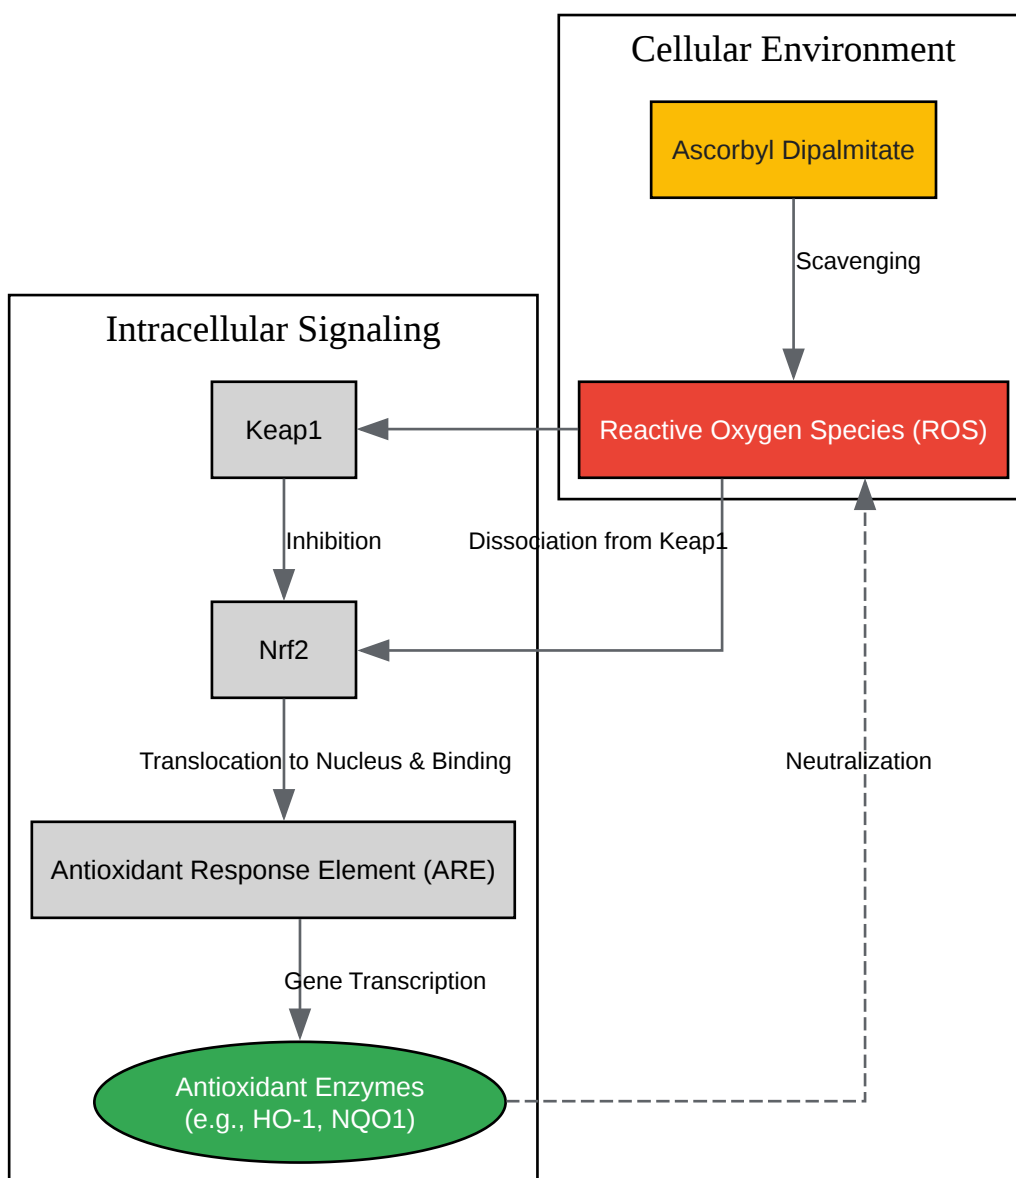 Cellular Environment
Ascorbyl Dipalmitate
Scavenging
Intracellular Signaling
Keap1
Reactive Oxygen Species (ROS)
Inhibition
Dissociation from Keap1
Nrf2
Translocation to Nucleus & Binding
Neutralization
Antioxidant Response Element (ARE)
Gene Transcription
Antioxidant Enzymes
(e.g., HO-1, NQO1)